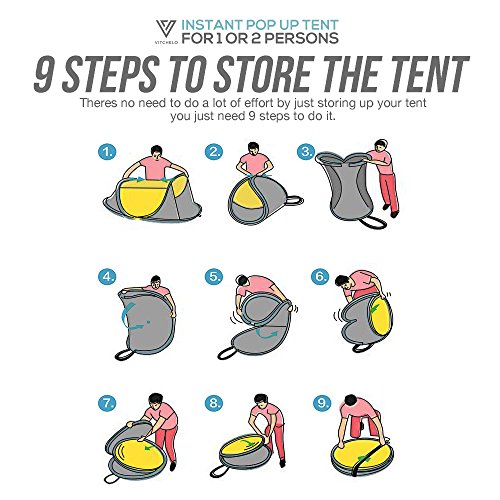 INSTANT POP UP TENT
VITCHELO FOR 1 OR 2 PERSONS
9 STEPS TO STORE THE TENT
Theres no need to do a lot of effort by just storing up your tent
you just need 9 steps to do it.
1. 2. 3.
4. 5. 6.
7. 8. 9.